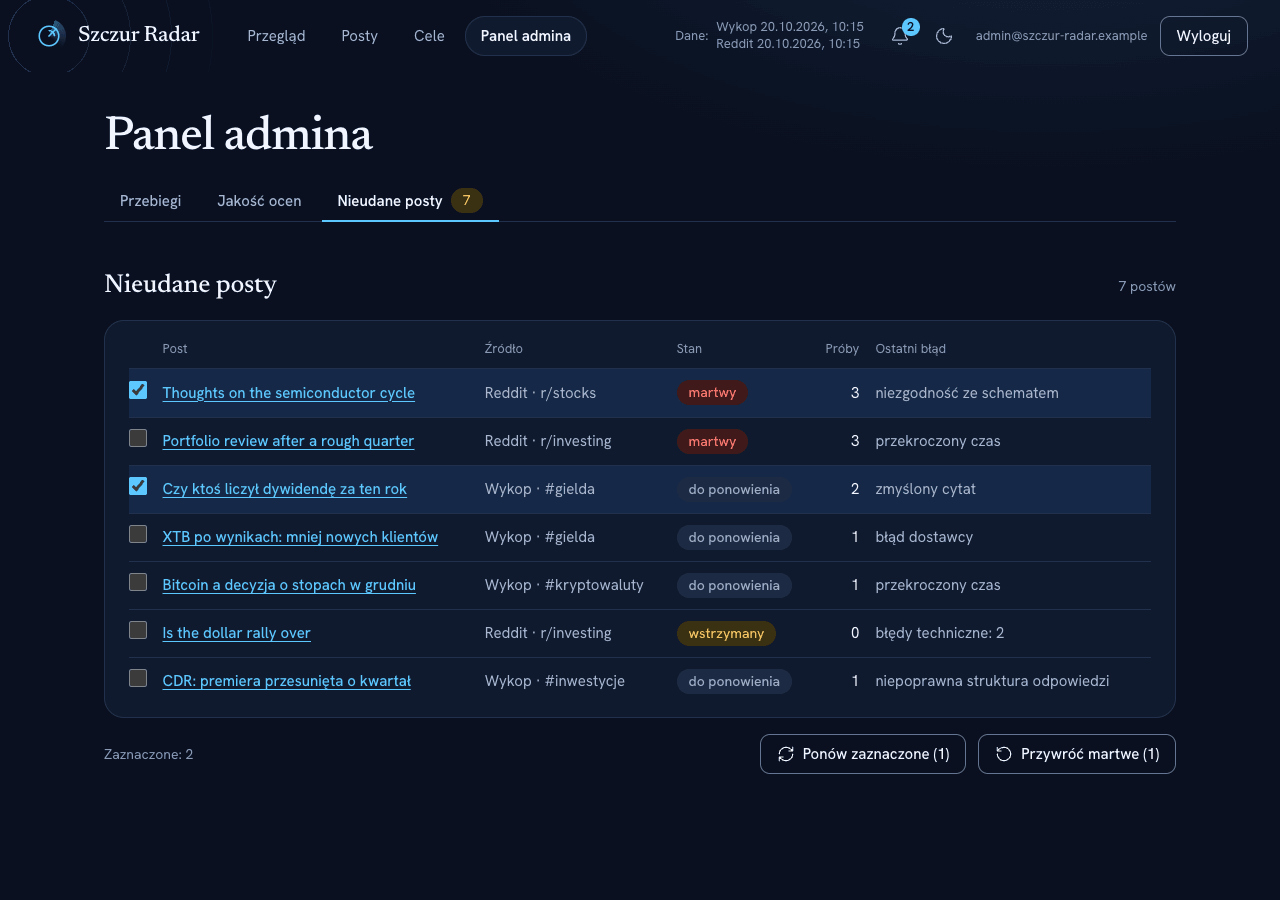 Szczur Radar
Przegląd
Posty
Cele
Panel admina
Dane:
Wykop 20.10.2026, 10:15
Reddit 20.10.2026, 10:15
2
admin@szczur-radar.example
Wyloguj
Panel admina
Przebiegi
Jakość ocen
Nieudane posty 7
Nieudane posty
7 postów
Post Źródło Stan Próby Ostatni błąd
Thoughts on the semiconductor cycle Reddit · r/stocks martwy 3 niezgodność ze schematem
Portfolio review after a rough quarter Reddit · r/investing martwy 3 przekroczony czas
Czy ktoś liczył dywidendę za ten rok Wykop · #gielda do ponowienia 2 zmyślony cytat
XTB po wynikach: mniej nowych klientów Wykop · #gielda do ponowienia 1 błąd dostawcy
Bitcoin a decyzja o stopach w grudniu Wykop · #kryptowaluty do ponowienia 1 przekroczony czas
Is the dollar rally over Reddit · r/investing wstrzymany 0 błędy techniczne: 2
CDR: premiera przesunięta o kwartał Wykop · #inwestycje do ponowienia 1 niepoprawna struktura odpowiedzi
Zaznaczone: 2
Ponów zaznaczone (1)
Przywróć martwe (1)